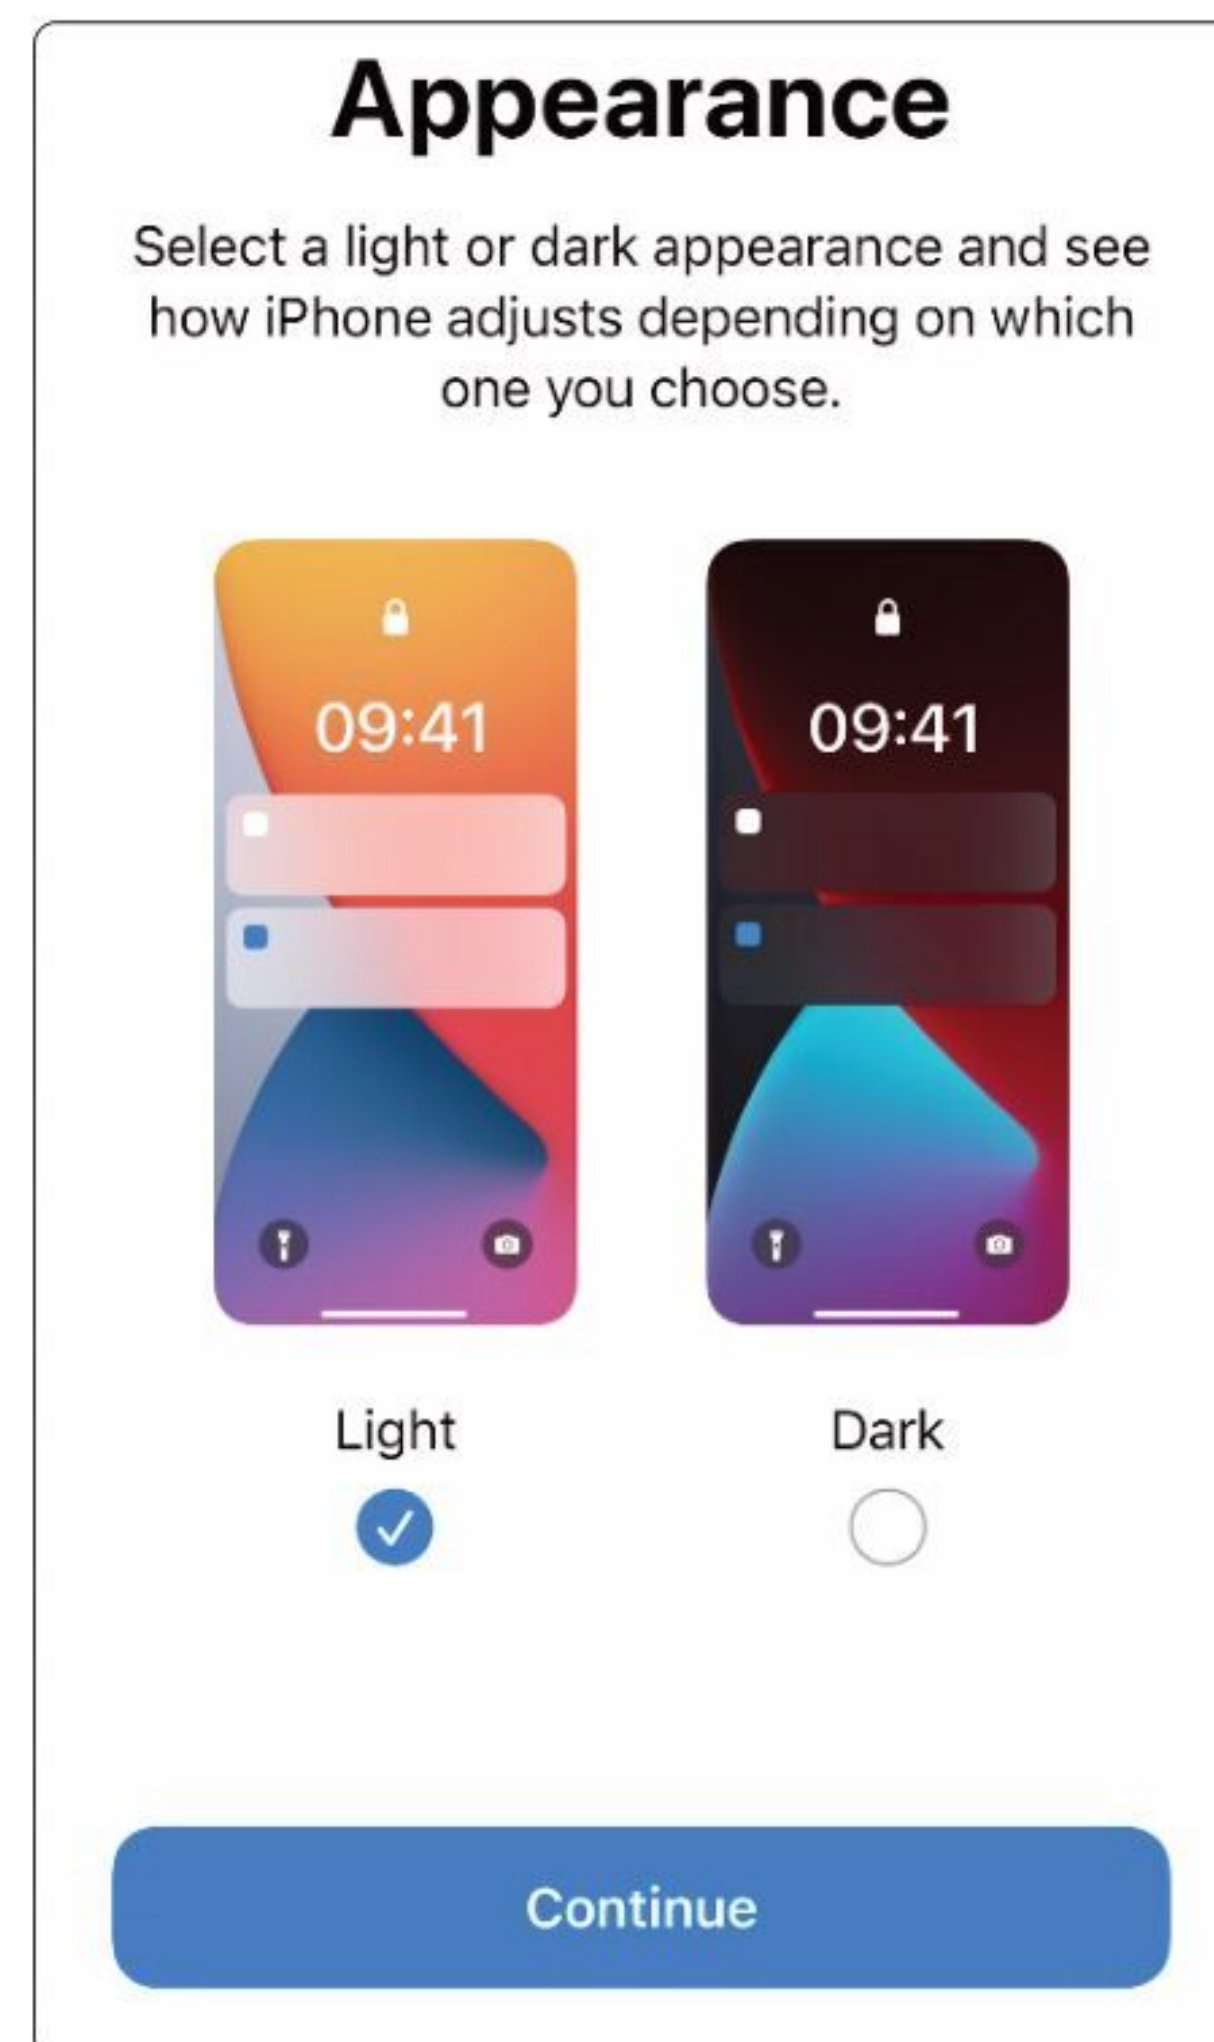 Appearance
Select a light or dark appearance and see
how iPhone adjusts depending on which
one you choose.
09:41
09:41
Light
Dark
Continue